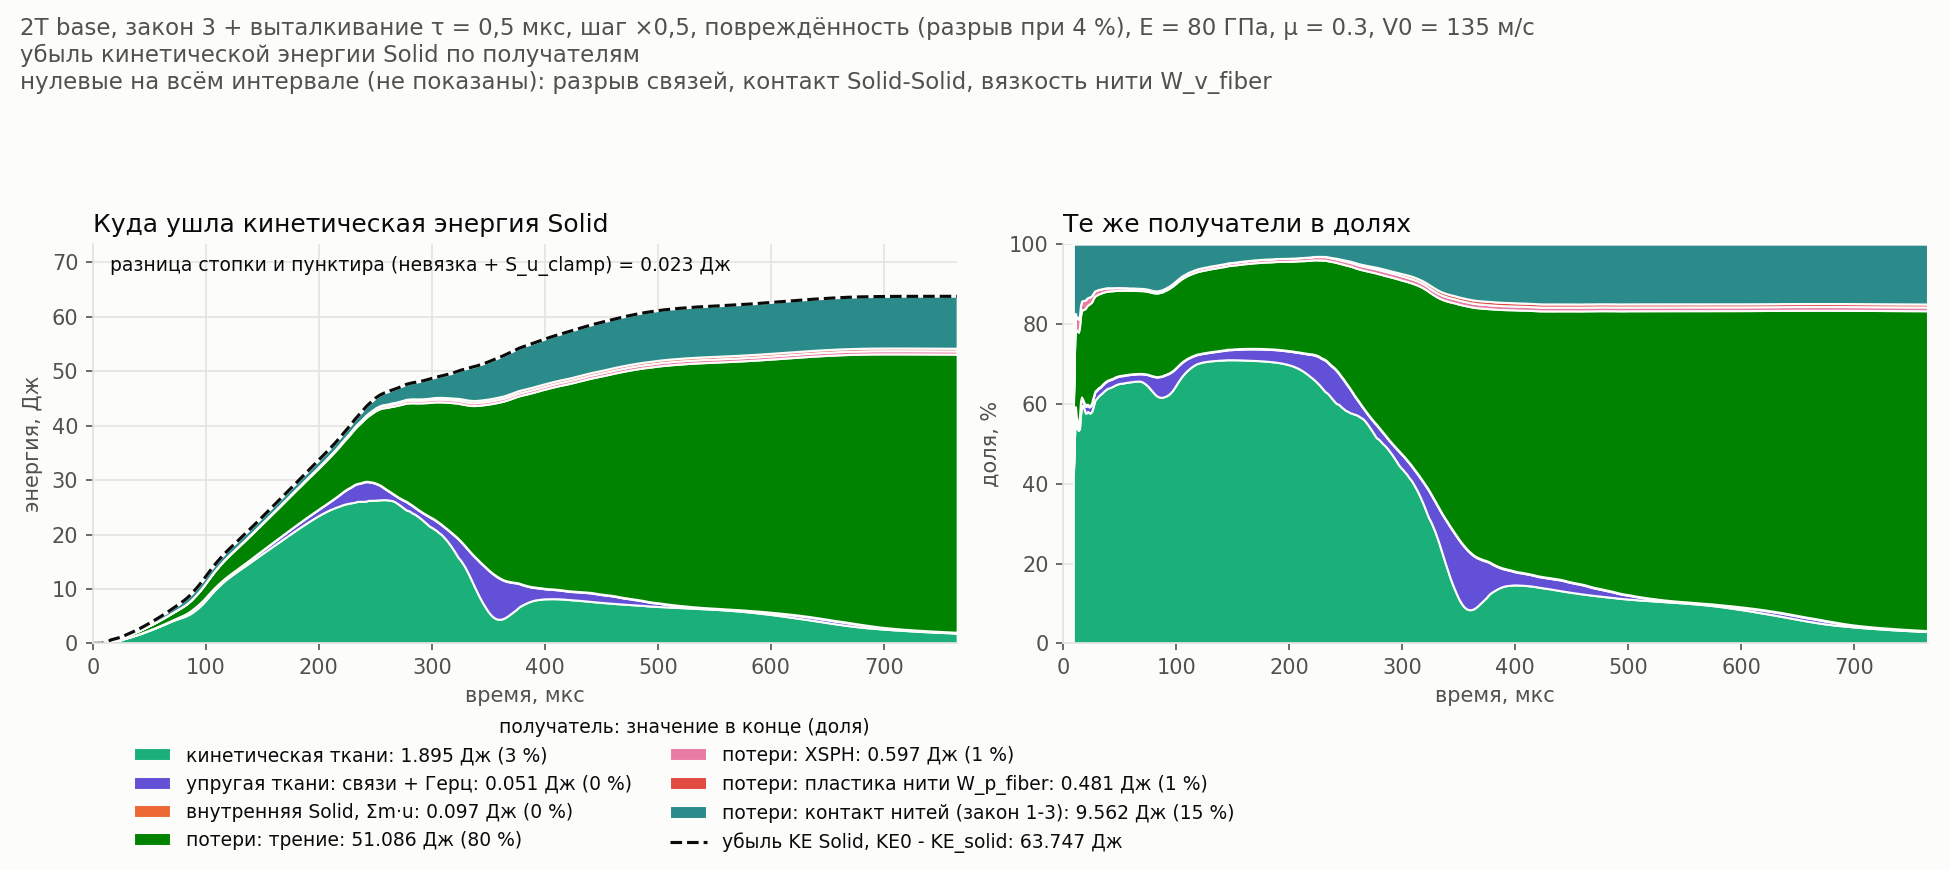 2T base, закон 3 + выталкивание τ = 0,5 мкс, шаг ×0,5, повреждённость (разрыв при 4 %), E = 80 ГПа, μ = 0.3, V0 = 135 м/с
убыль кинетической энергии Solid по получателям
нулевые на всём интервале (не показаны): разрыв связей, контакт Solid-Solid, вязкость нити W_v_fiber
Куда ушла кинетическая энергия Solid
разница стопки и пунктира (невязка + S_u_clamp) = 0.023 Дж
70
60
50
40
30
20
10
0
энергия, Дж
0 100 200 300 400 500 600 700
время, мкс
Те же получатели в долях
100
80
60
40
20
0
доля, %
0 100 200 300 400 500 600 700
время, мкс
получатель: значение в конце (доля)
кинетическая ткани: 1.895 Дж (3 %)
упругая ткани: связи + Герц: 0.051 Дж (0 %)
внутренняя Solid, Σm·u: 0.097 Дж (0 %)
потери: трение: 51.086 Дж (80 %)
потери: XSPH: 0.597 Дж (1 %)
потери: пластика нити W_p_fiber: 0.481 Дж (1 %)
потери: контакт нитей (закон 1-3): 9.562 Дж (15 %)
убыль KE Solid, KE0 - KE_solid: 63.747 Дж